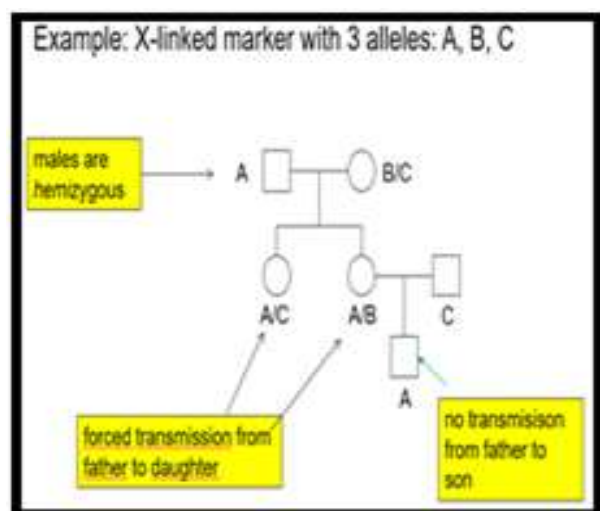 Example: X-linked marker with 3 alleles: A, B, C
males are
hemizygous
A
B/C
A/C
A/B
C
A
forced transmission from
father to daughter
no transmisison
from father to
son